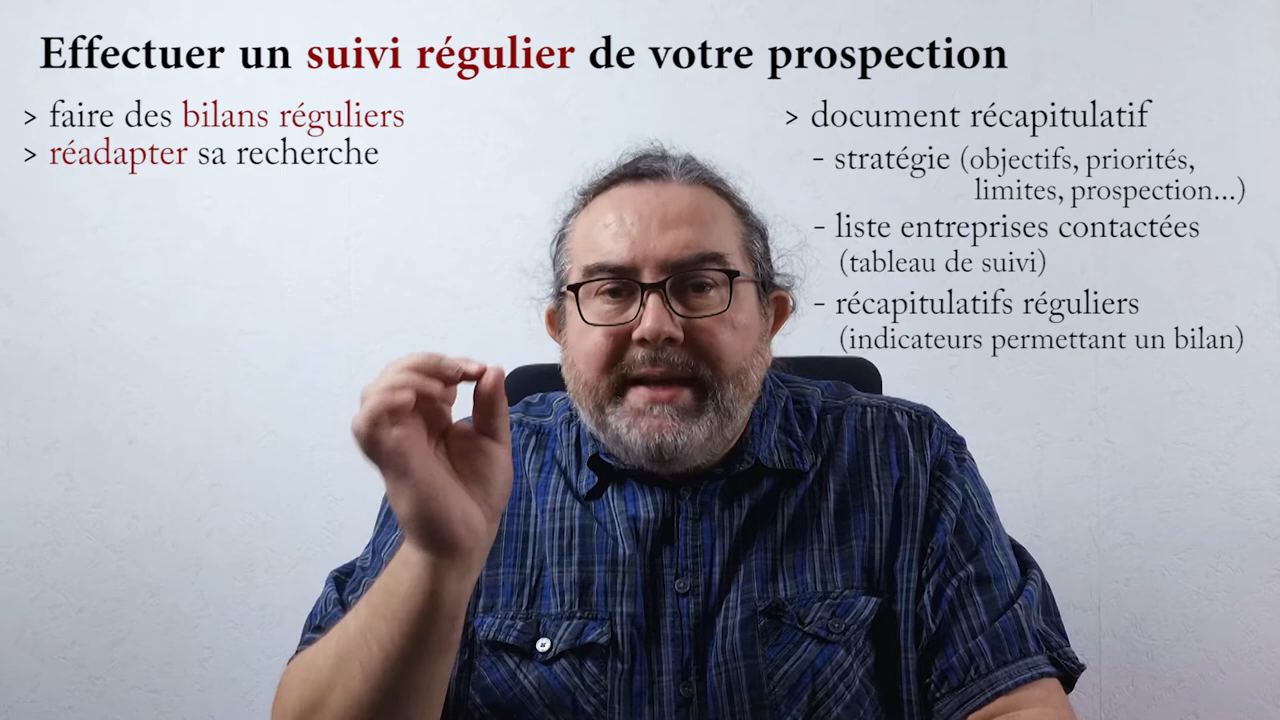 Effectuer un suivi régulier de votre prospection
> faire des bilans réguliers
> réadapter sa recherche
> document récapitulatif
- stratégie (objectifs, priorités,
limites, prospection...)
- liste entreprises contactées
(tableau de suivi)
- récapitulatifs réguliers
(indicateurs permettant un bilan)